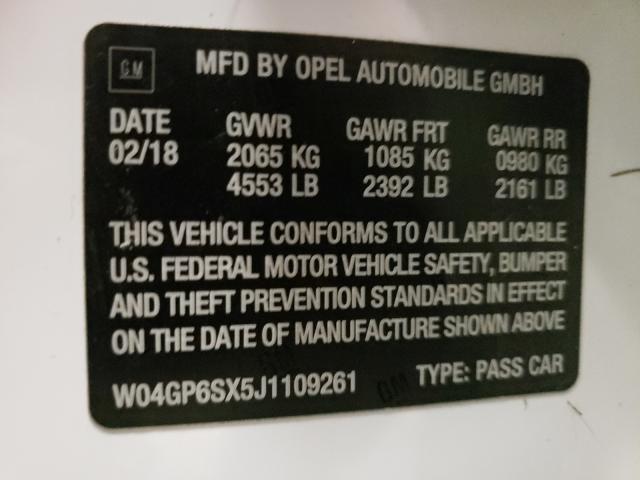 GM MFD BY OPEL AUTOMOBILE GMBH
DATE GVWR GAWR FRT GAWR RR
02/18 2065 KG 1085 KG 0980 KG
4553 LB 2392 LB 2161 LB
THIS VEHICLE CONFORMS TO ALL APPLICABLE
U.S. FEDERAL MOTOR VEHICLE SAFETY, BUMPER
AND THEFT PREVENTION STANDARDS IN EFFECT
ON THE DATE OF MANUFACTURE SHOWN ABOVE
W04GP6SX5J1109261 TYPE: PASS CAR
GM GM